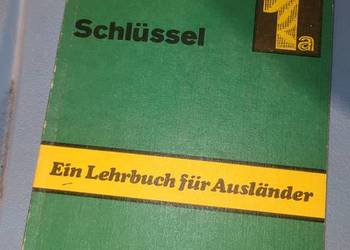 Schlüssel
1a
Ein Lehrbuch für Ausländer